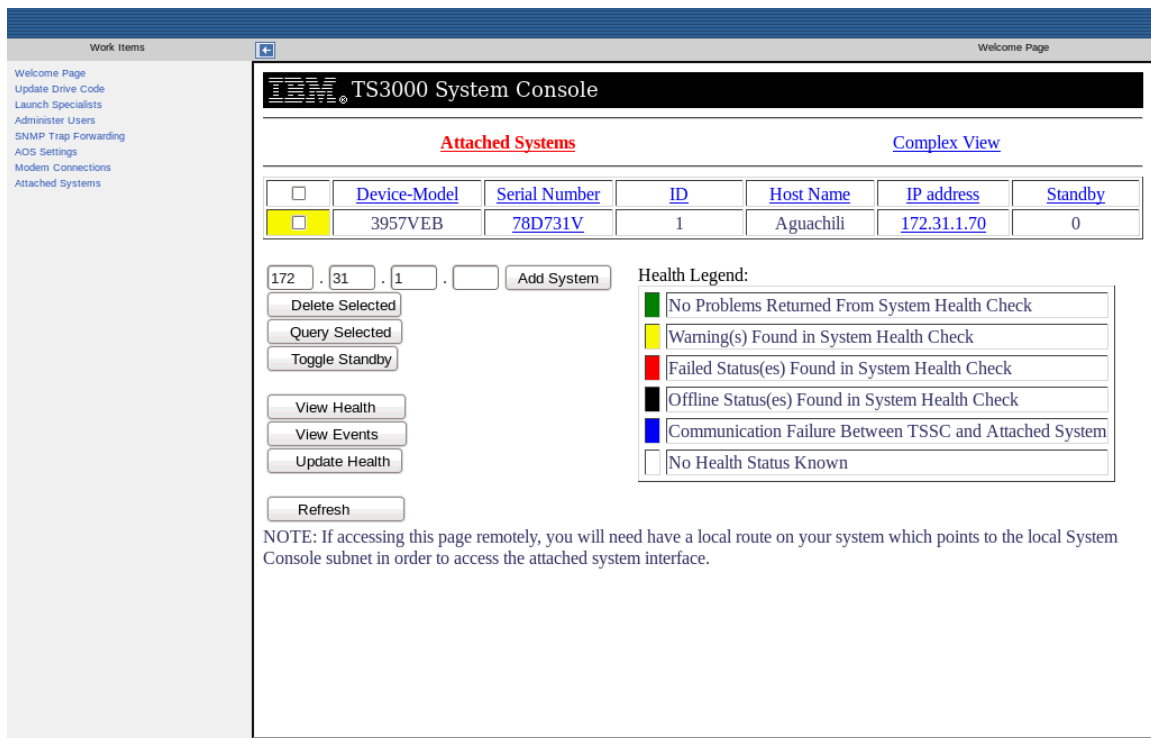 Work Items
Welcome Page
Welcome Page
Update Drive Code
Launch Specialists
Administer Users
SNMP Trap Forwarding
AOS Settings
Modem Connections
Attached Systems
IBM® TS3000 System Console
Attached Systems Complex View
Device-Model Serial Number ID Host Name IP address Standby
3957VEB 78D731V 1 Aguachili 172.31.1.70 0
172 . 31 . 1 . Add System
Delete Selected
Query Selected
Toggle Standby
View Health
View Events
Update Health
Refresh
Health Legend:
No Problems Returned From System Health Check
Warning(s) Found in System Health Check
Failed Status(es) Found in System Health Check
Offline Status(es) Found in System Health Check
Communication Failure Between TSSC and Attached System
No Health Status Known
NOTE: If accessing this page remotely, you will need have a local route on your system which points to the local System
Console subnet in order to access the attached system interface.